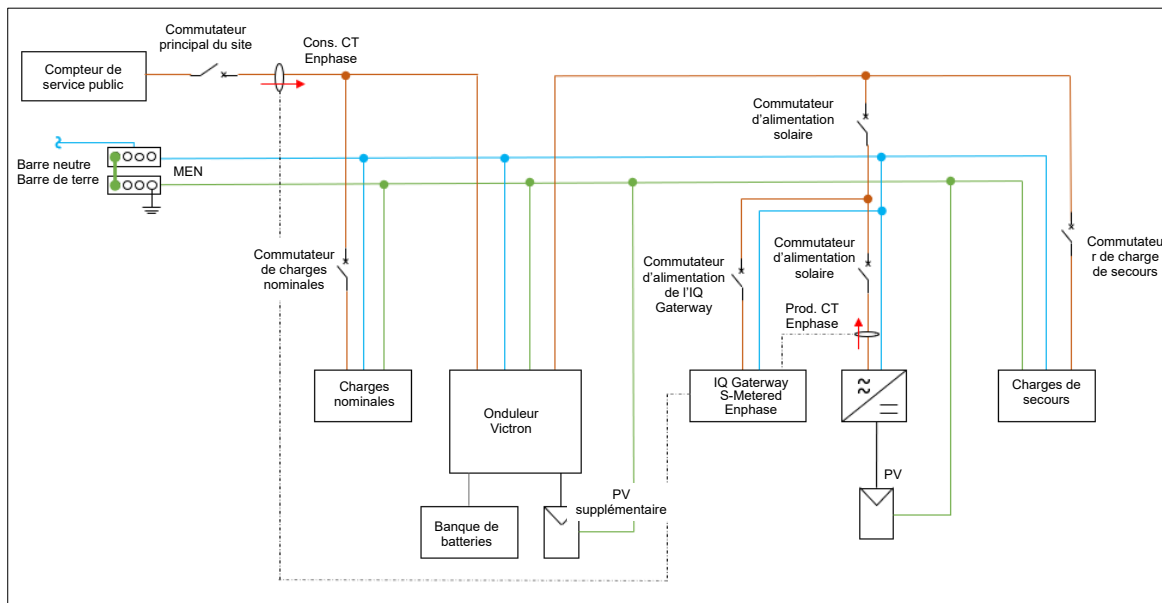 Commutateur
principal du site
Cons. CT
Enphase
Compteur de
service public
Commutateur
d'alimentation
solaire
Barre neutre
Barre de terre
MEN
Commutateur
de charges
nominales
Commutateur
d'alimentation
de l'IQ
Gaterway
Commutateur
d'alimentation
solaire
Commutateu
r de charge
de secours
Prod. CT
Enphase
Charges
nominales
Onduleur
Victron
IQ Gaterway
S-Metered
Enphase
Charges de
secours
PV
PV
supplémentaire
Banque de
batteries